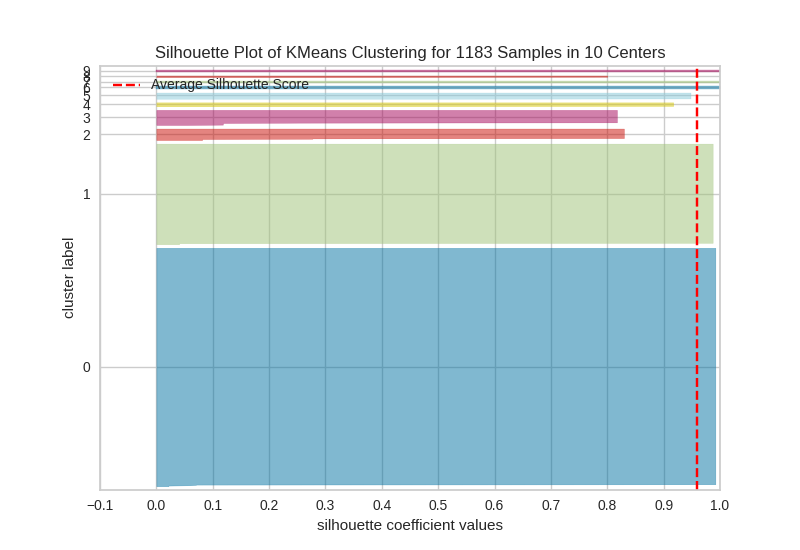 Silhouette Plot of KMeans Clustering for 1183 Samples in 10 Centers
Average Silhouette Score
9
8
7
6
5
4
3
2
1
0
cluster label
−0.1 0.0 0.1 0.2 0.3 0.4 0.5 0.6 0.7 0.8 0.9 1.0
silhouette coefficient values